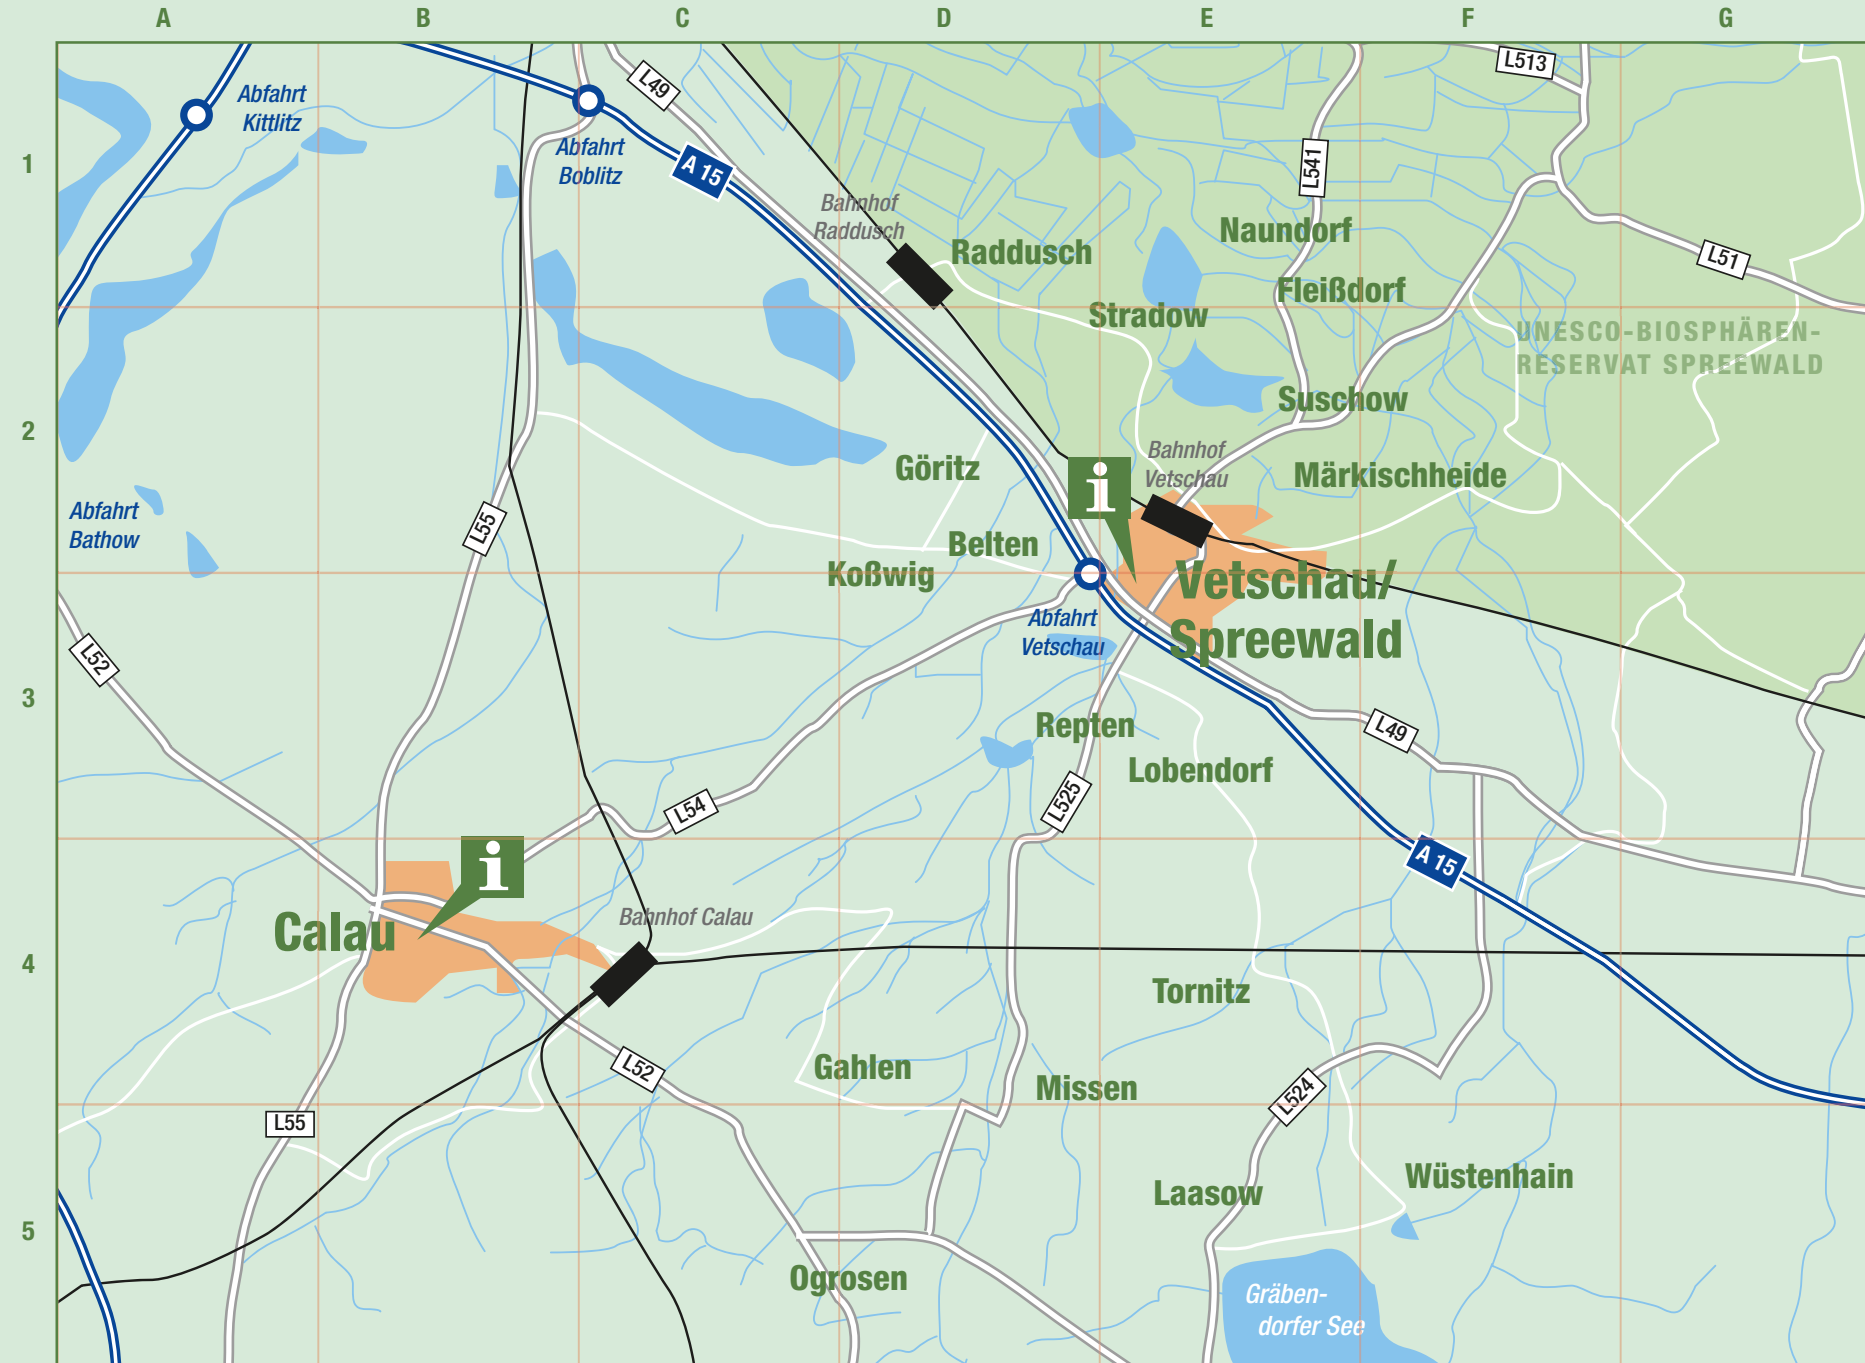 A B C D E F G
1
2
3
4
5
Abfahrt
Kittlitz
Abfahrt
Boblitz
L49
A 15
L513
L541
L51
Bahnhof
Raddusch
Raddusch
Naundorf
Fleißdorf
Stradow
UNESCO-BIOSPHÄREN-
RESERVAT SPREEWALD
Suschow
Göritz
Bahnhof
Vetschau
Märkischheide
i
Abfahrt
Bathow
L55
Belten
Koßwig
Vetschau/
Spreewald
Abfahrt
Vetschau
L52
Repten
L49
Lobendorf
L525
L54
A 15
i
Calau
Bahnhof Calau
Tornitz
Gahlen
L52
Missen
L524
L55
Wüstenhain
Laasow
Ogrosen
Gräben-
dorfer See